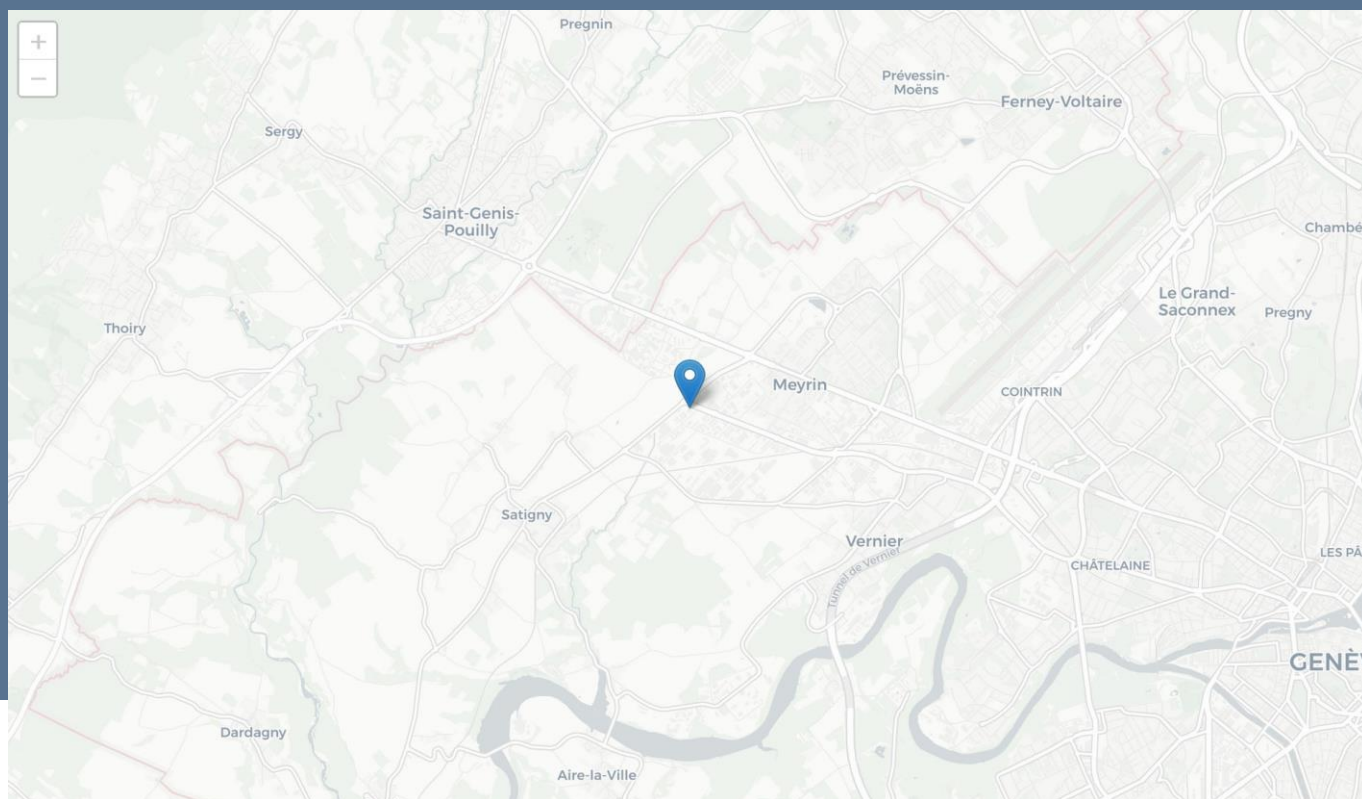 +
−
Pregnin
Prévessin-
Moëns
Ferney-Voltaire
Sergy
Saint-Genis-
Pouilly
Chambé
Le Grand-
Saconnex
Pregny
Thoiry
Meyrin
COINTRIN
Satigny
Vernier
Tunnel de Vernier
CHÂTELAINE
LES PÂ
GENÈV
Dardagny
Aire-la-Ville